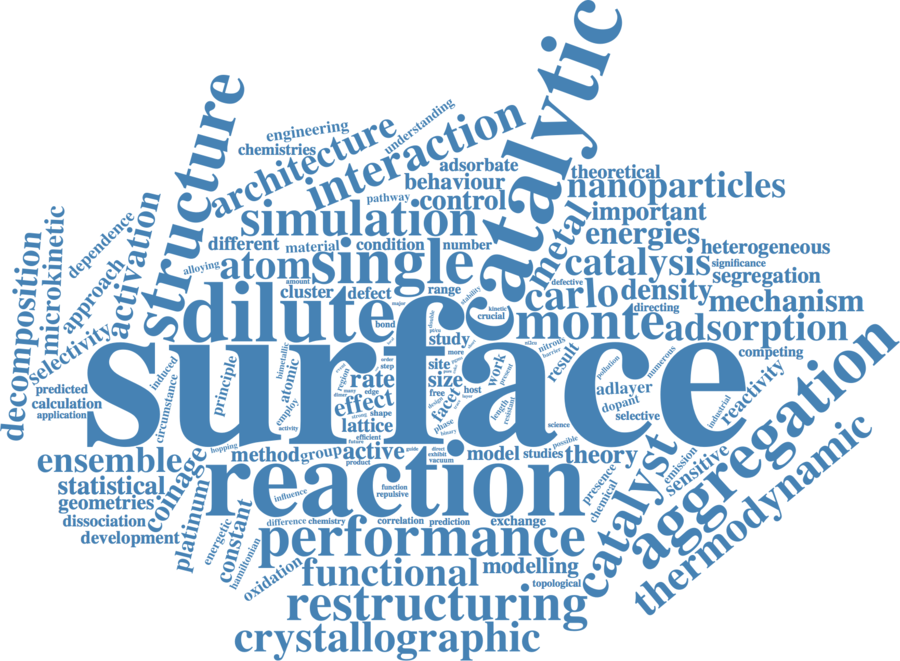 catalytic
structure
understanding
engineering
chemistries
architecture
interaction
adsorbate
theoretical
behaviour
nanoparticles
pathway
control
important
simulation
metal
energies
different
material
condition
number
heterogeneous
dependence
decomposition
microkinetic
approach
activation
alloying
atom
single
catalysis
significance
segregation
amount
cluster
defect
range
stability
defective
carlo
density
directing
mechanism
dilute
major
bond
kinetic
crucial
monte
adsorption
selectivity
study
surface
competing
aggregation
predicted
calculation
application
induced
circumstance
principle
bimetallic
atomic
employ
activity
order
step
region
rate
edge
effect
strong
shape
lattice
efficient
future
more
site
size
free
host
facet
phase
binary
work
present
length
resistant
nitrous
barrier
result
pollution
numerous
adlayer
dopant
selective
industrial
reactivity
science
possible
hopping
ensemble
method
group
active
guide
product
direct
exhibit
vacuum
model
studies
theory
catalyst
emission
sensitive
statistical
geometries
coinage
platinum
reaction
influence
function
repulsive
presence
chemical
dissociation
development
energetic
constant
hamiltonian
difference
chemistry
correlation
prediction
exchange
thermodynamic
performance
oxidation
functional
modelling
topological
restructuring
crystallographic